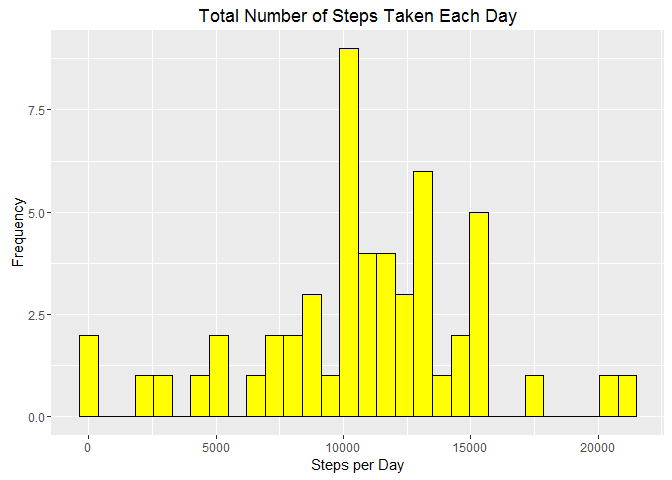 Total Number of Steps Taken Each Day
Frequency
7.5
5.0
2.5
0.0
0 5000 10000 15000 20000
Steps per Day